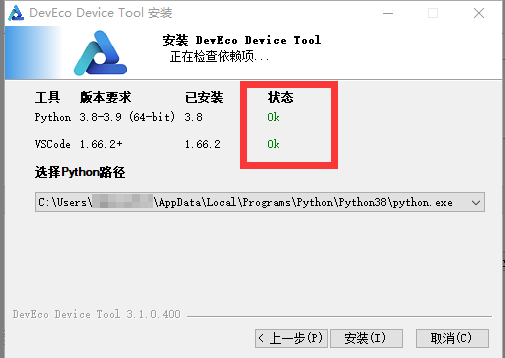 DevEco Device Tool 安装
安装 DevEco Device Tool
正在检查依赖项...
工具 版本要求 已安装 状态
Python 3.8-3.9 (64-bit) 3.8 Ok
VSCode 1.66.2+ 1.66.2 Ok
选择Python路径
C:\Users\ \AppData\Local\Programs\Python\Python38\python.exe
DevEco Device Tool 3.1.0.400
< 上一步(P) 安装(I) 取消(C)